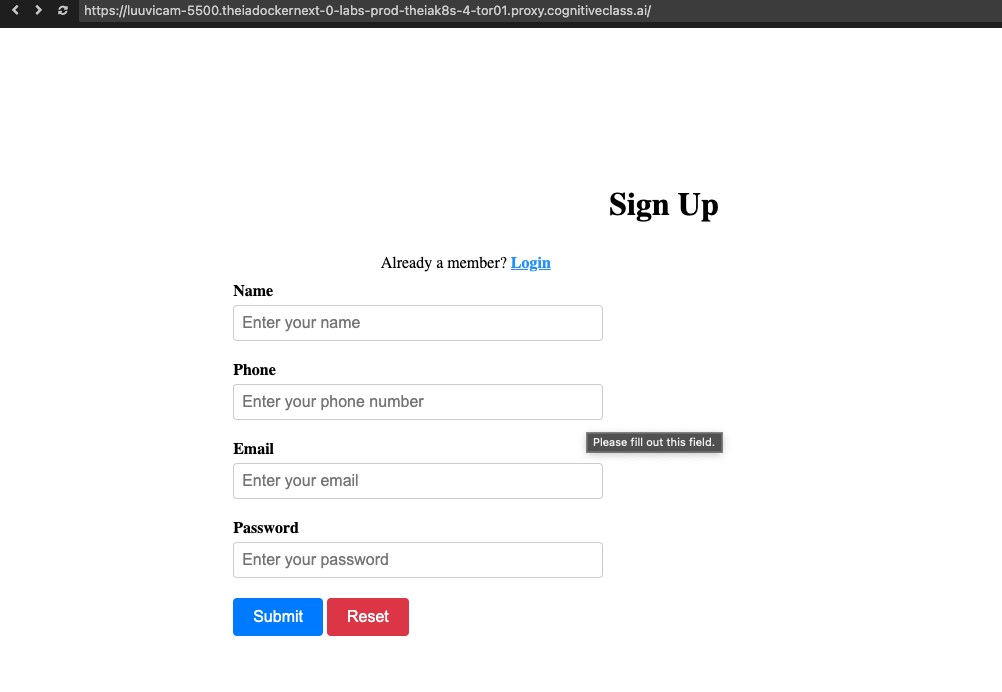 https://luuvicam-5500.theiadockernext-0-labs-prod-theiak8s-4-tor01.proxy.cognitiveclass.ai/
Sign Up
Already a member? Login
Name
Enter your name
Phone
Enter your phone number
Please fill out this field.
Email
Enter your email
Password
Enter your password
Submit Reset